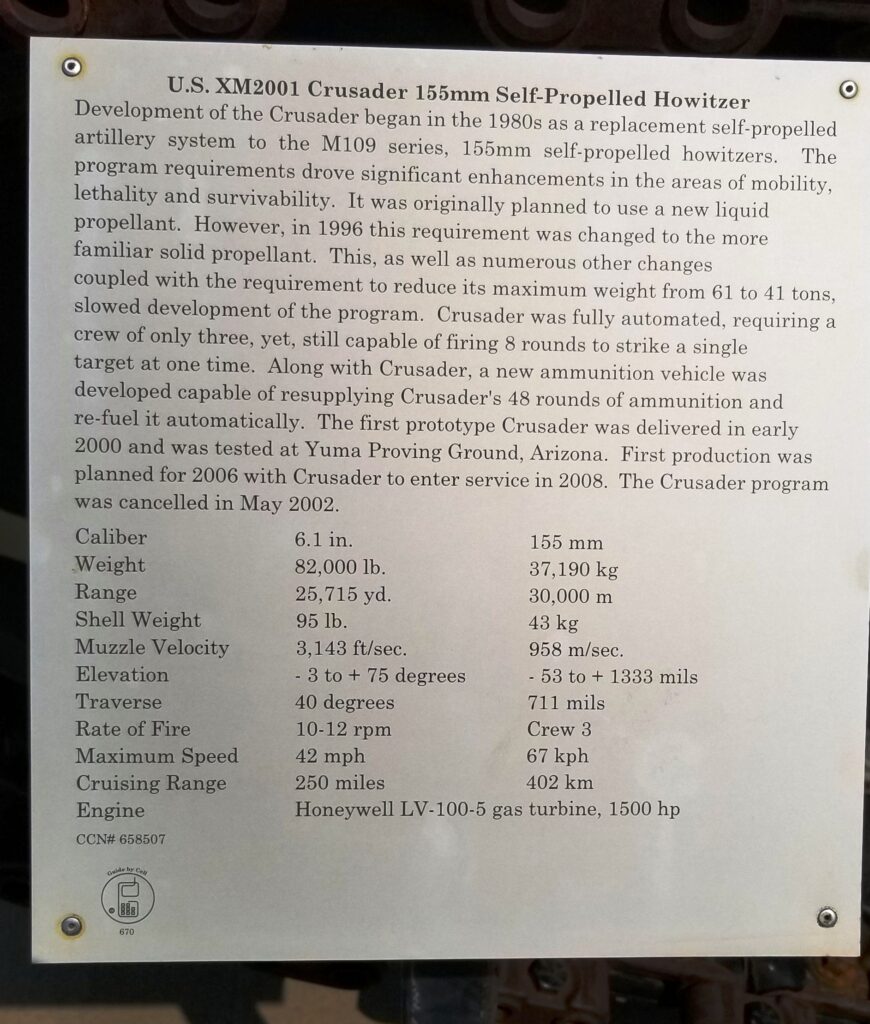 U.S. XM2001 Crusader 155mm Self-Propelled Howitzer
Development of the Crusader began in the 1980s as a replacement self-propelled
artillery system to the M109 series, 155mm self-propelled howitzers. The
program requirements drove significant enhancements in the areas of mobility,
lethality and survivability. It was originally planned to use a new liquid
propellant. However, in 1996 this requirement was changed to the more
familiar solid propellant. This, as well as numerous other changes
coupled with the requirement to reduce its maximum weight from 61 to 41 tons,
slowed development of the program. Crusader was fully automated, requiring a
crew of only three, yet, still capable of firing 8 rounds to strike a single
target at one time. Along with Crusader, a new ammunition vehicle was
developed capable of resupplying Crusader's 48 rounds of ammunition and
re-fuel it automatically. The first prototype Crusader was delivered in early
2000 and was tested at Yuma Proving Ground, Arizona. First production was
planned for 2006 with Crusader to enter service in 2008. The Crusader program
was cancelled in May 2002.
Caliber 6.1 in. 155 mm
Weight 82,000 lb. 37,190 kg
Range 25,715 yd. 30,000 m
Shell Weight 95 lb. 43 kg
Muzzle Velocity 3,143 ft/sec. 958 m/sec.
Elevation - 3 to + 75 degrees - 53 to + 1333 mils
Traverse 40 degrees 711 mils
Rate of Fire 10-12 rpm Crew 3
Maximum Speed 42 mph 67 kph
Cruising Range 250 miles 402 km
Engine Honeywell LV-100-5 gas turbine, 1500 hp
CCN# 658507
Guide by Cell
670